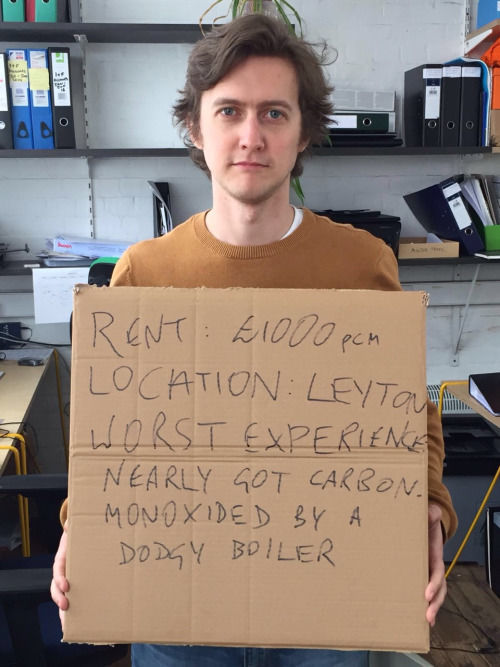 RENT: £1000 pcm
LOCATION: LEYTON
WORST EXPERIENCE
NEARLY GOT CARBON.
MONOXIDED BY A
DODGY BOILER